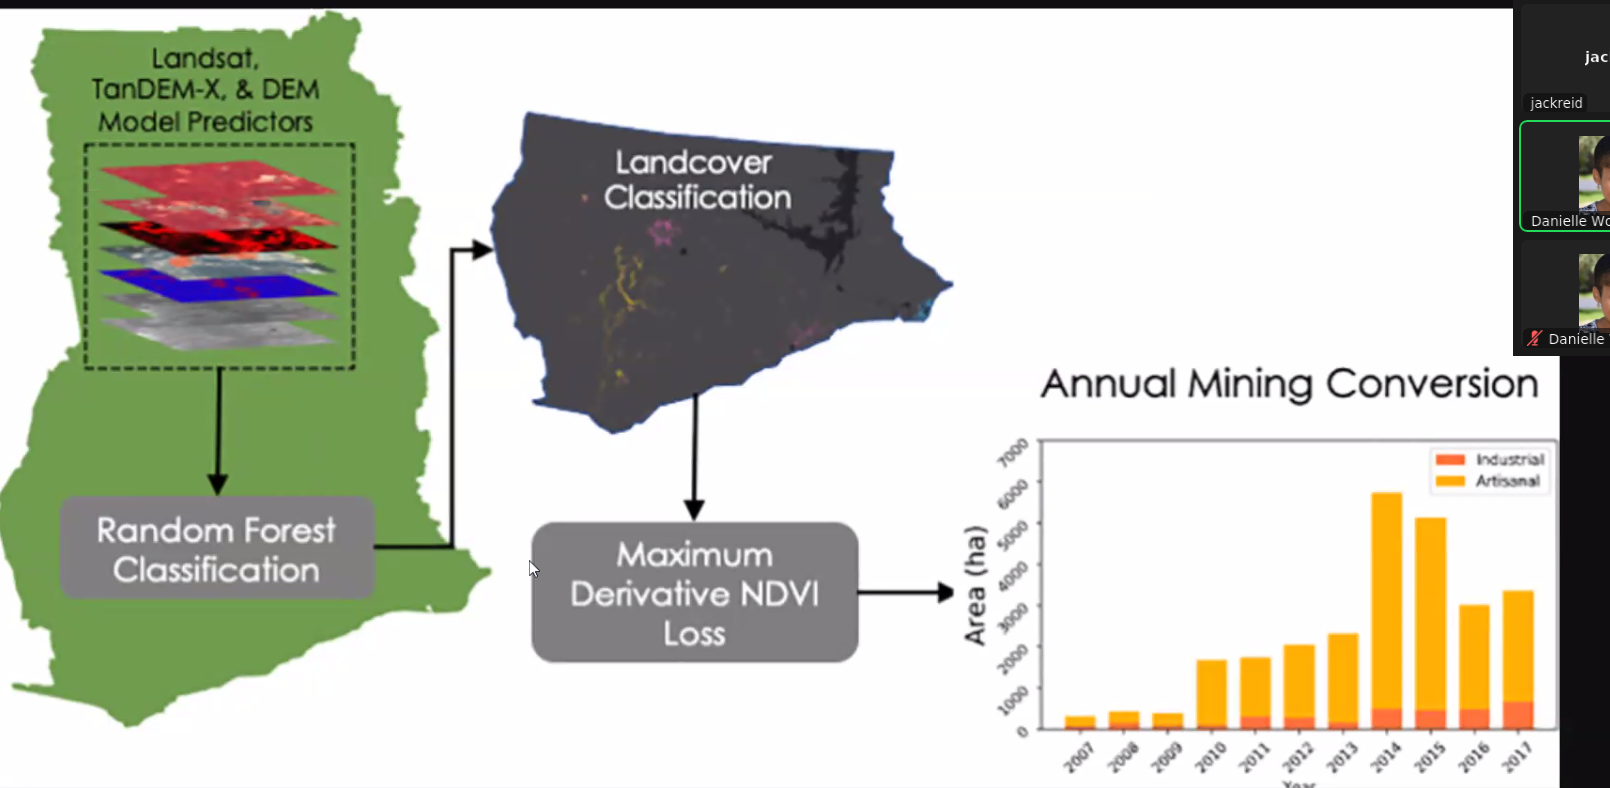 Landsat,
TanDEM-X, & DEM
Model Predictors
Random Forest
Classification
Landcover
Classification
Maximum
Derivative NDVI
Loss
Annual Mining Conversion
Industrial
Artisanal
Area (ha)
7000
6000
5000
4000
3000
2000
1000
0
2007
2008
2009
2010
2011
2012
2013
2014
2015
2016
2017
Year
jac
jackreid
Danielle Wo
Danielle